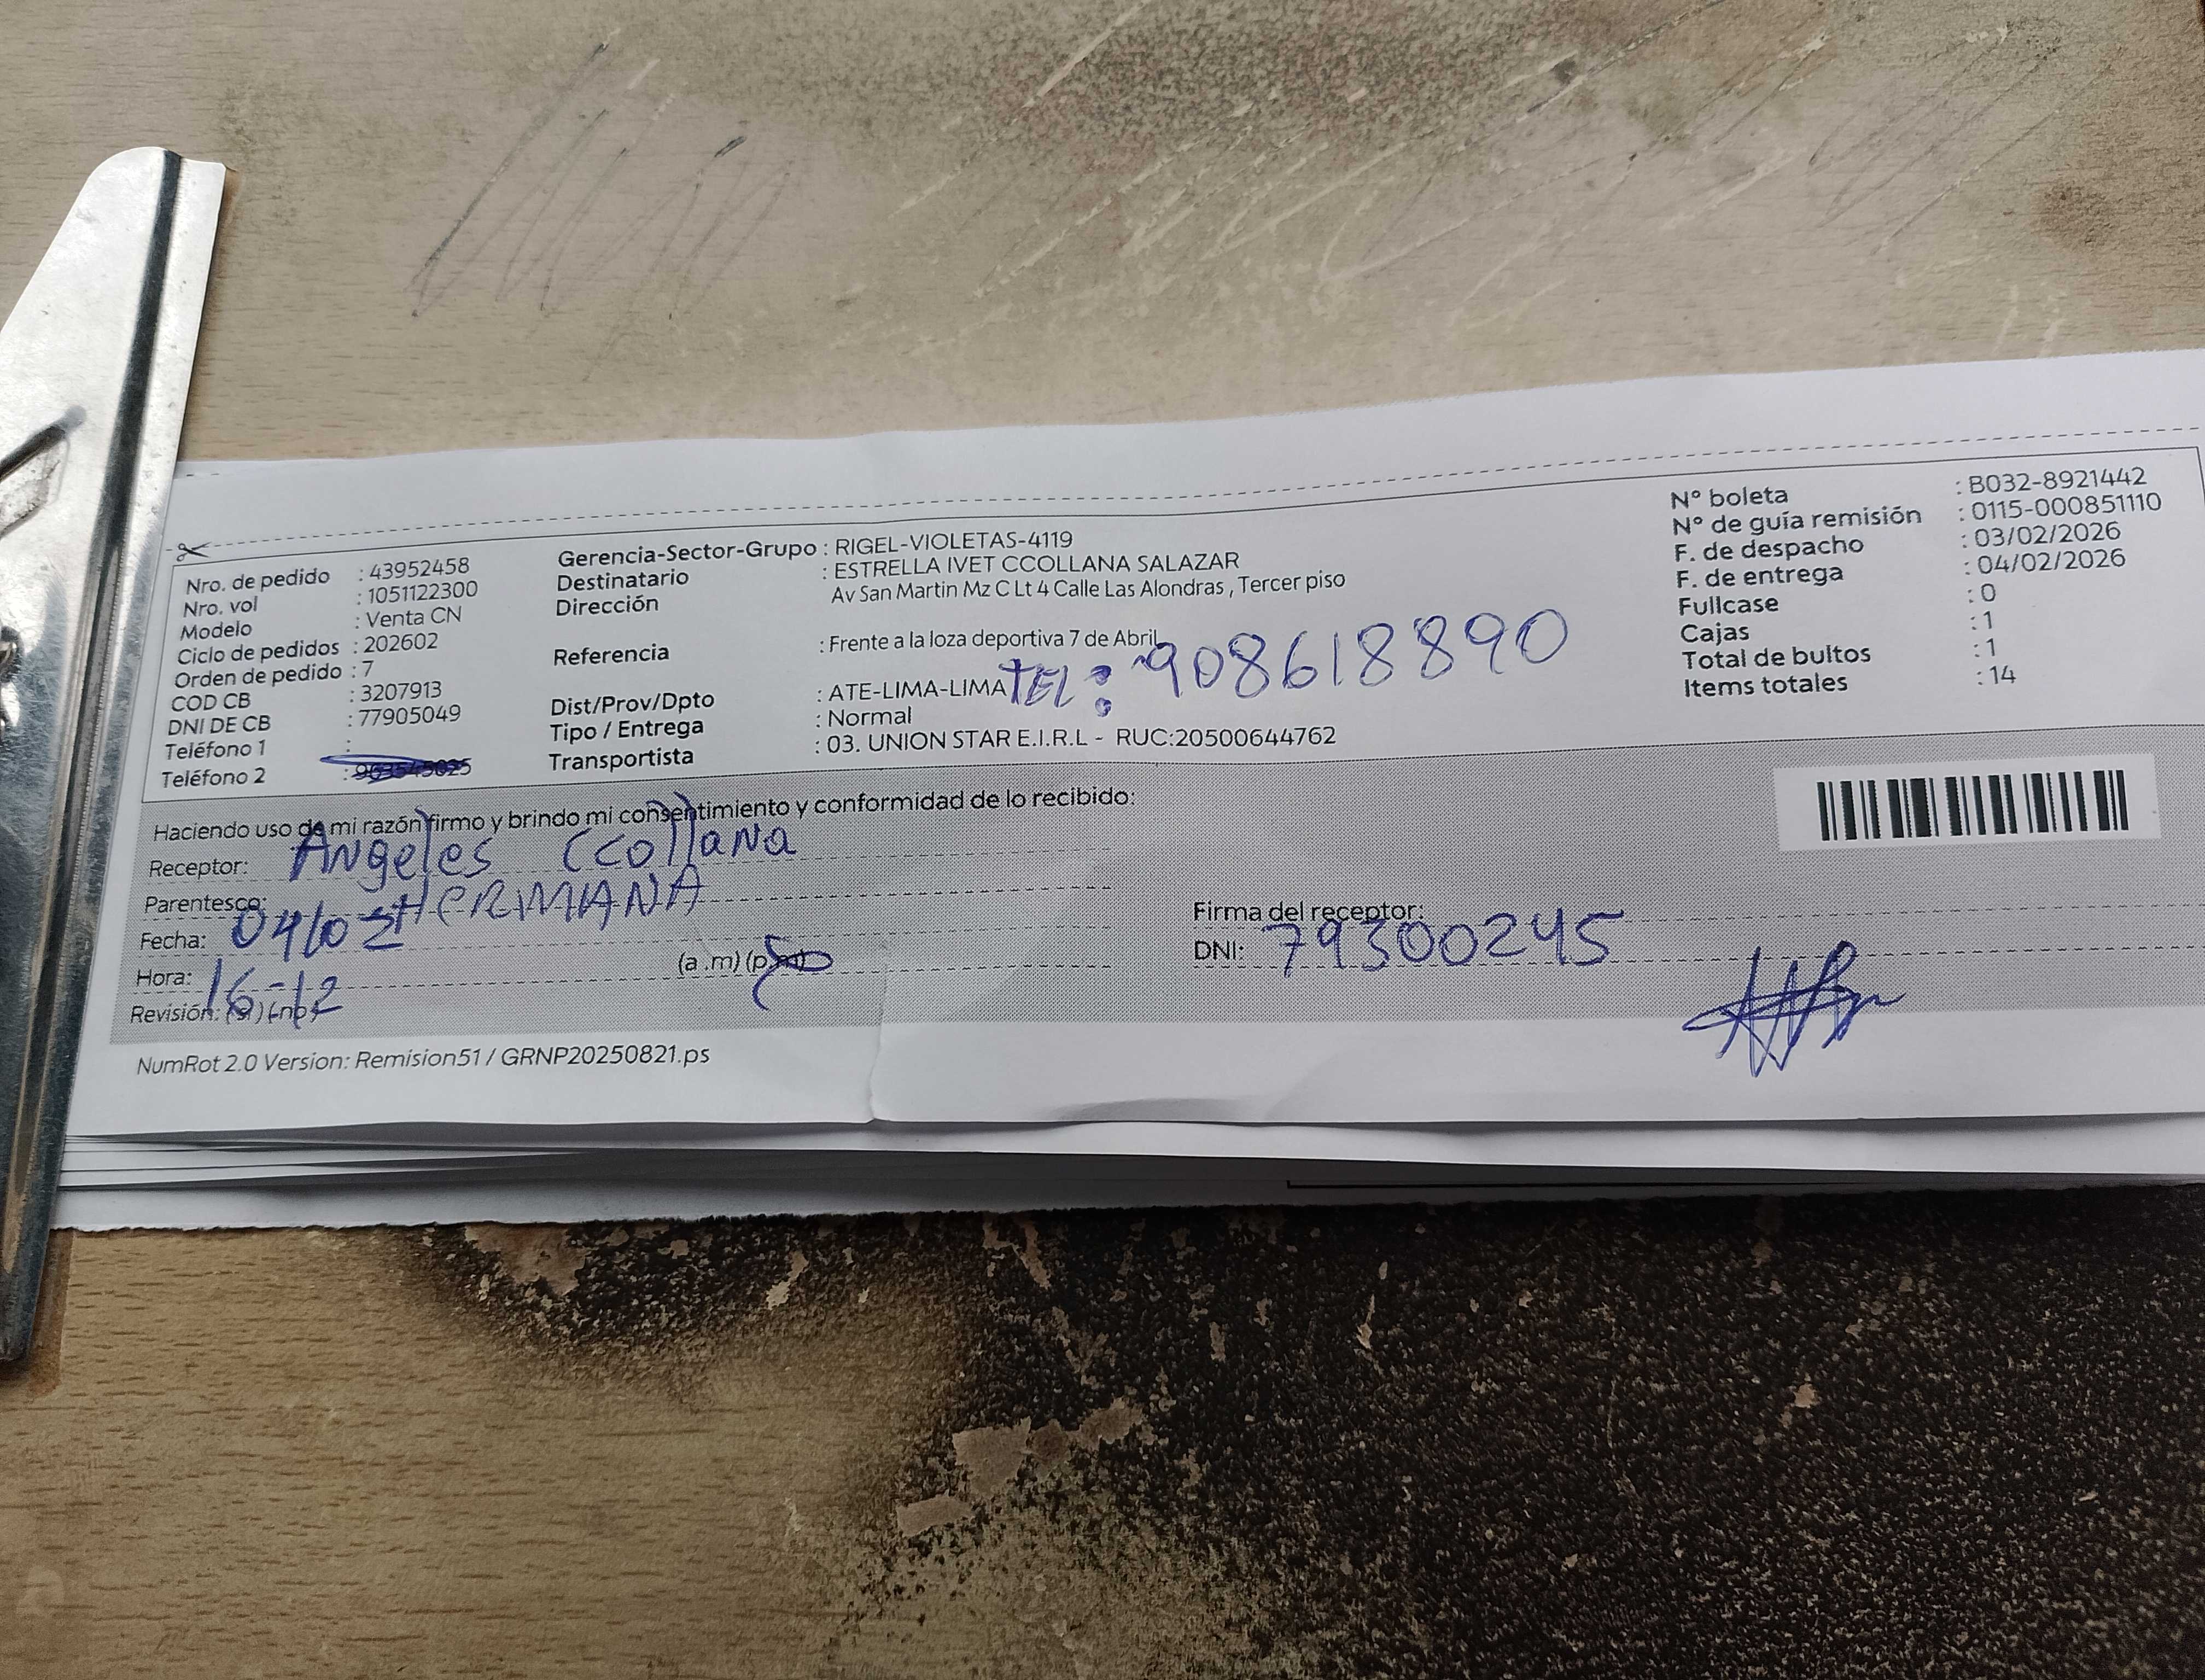 Nro. de pedido : 43952458
Nro. vol : 1051122300
Modelo : Venta CN
Ciclo de pedidos : 202602
Orden de pedido : 7
COD CB : 3207913
DNI DE CB : 77905049
Teléfono 1 :
Teléfono 2 :
Gerencia-Sector-Grupo : RIGEL-VIOLETAS-4119
Destinatario : ESTRELLA IVET CCOLLANA SALAZAR
Dirección Av San Martin Mz C Lt 4 Calle Las Alondras , Tercer piso
Referencia : Frente a la loza deportiva 7 de Abril
TEL: 908618890
Dist/Prov/Dpto : ATE-LIMA-LIMA
Tipo / Entrega : Normal
Transportista : 03. UNION STAR E.I.R.L - RUC:20500644762
N° boleta : B032-8921442
N° de guía remisión : 0115-000851110
F. de despacho : 03/02/2026
F. de entrega : 04/02/2026
Fullcase : 0
Cajas : 1
Total de bultos : 1
Items totales : 14
Haciendo uso de mi razón firmo y brindo mi consentimiento y conformidad de lo recibido:
Receptor: Angeles Ccollana
Parentesco: HERMANA
Fecha: 04/02
Hora: 16-12 (a .m) (p.m)
Revisión: (si) (no)
Firma del receptor:
DNI: 79300245
NumRot 2.0 Version: Remision51 / GRNP20250821.ps